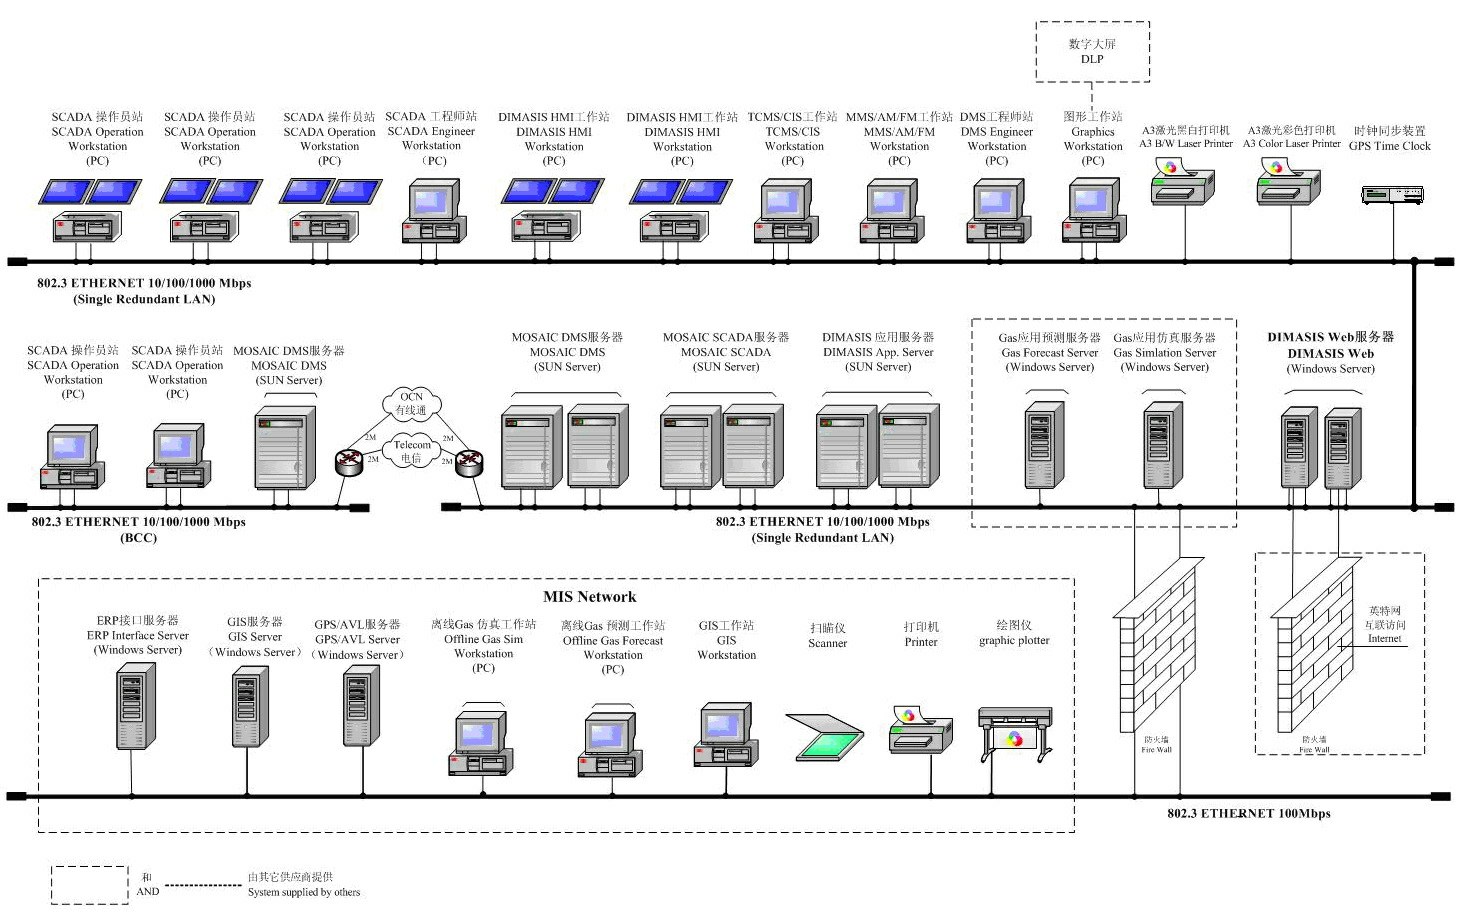 数字大屏
DLP
SCADA 操作员站
SCADA Operation
Workstation
(PC)
SCADA 操作员站
SCADA Operation
Workstation
(PC)
SCADA 操作员站
SCADA Operation
Workstation
(PC)
SCADA 工程师站
SCADA Engineer
Workstation
（PC）
DIMASIS HMI工作站
DIMASIS HMI
Workstation
(PC)
DIMASIS HMI工作站
DIMASIS HMI
Workstation
(PC)
TCMS/CIS工作站
TCMS/CIS
Workstation
(PC)
MMS/AM/FM工作站
MMS/AM/FM
Workstation
(PC)
DMS工程师站
DMS Engineer
Workstation
(PC)
图形工作站
Graphics
Workstation
(PC)
A3激光黑白打印机
A3 B/W Laser Printer
A3激光彩色打印机
A3 Color Laser Printer
时钟同步装置
GPS Time Clock
802.3 ETHERNET 10/100/1000 Mbps
(Single Redundant LAN)
SCADA 操作员站
SCADA Operation
Workstation
(PC)
SCADA 操作员站
SCADA Operation
Workstation
(PC)
MOSAIC DMS服务器
MOSAIC DMS
(SUN Server)
OCN
有线通
2M
2M
Telecom
电信
2M
2M
MOSAIC DMS服务器
MOSAIC DMS
(SUN Server)
MOSAIC SCADA服务器
MOSAIC SCADA
(SUN Server)
DIMASIS 应用服务器
DIMASIS App. Server
(SUN Server)
Gas应用预测服务器
Gas Forecast Server
(Windows Server)
Gas应用仿真服务器
Gas Simlation Server
(Windows Server)
DIMASIS Web服务器
DIMASIS Web
(Windows Server)
802.3 ETHERNET 10/100/1000 Mbps
(BCC)
802.3 ETHERNET 10/100/1000 Mbps
(Single Redundant LAN)
MIS Network
ERP接口服务器
ERP Interface Server
(Windows Server)
GIS服务器
GIS Server
（Windows Server）
GPS/AVL服务器
GPS/AVL Server
（Windows Server）
离线Gas 仿真工作站
Offline Gas Sim
Workstation
(PC)
离线Gas 预测工作站
Offline Gas Forecast
Workstation
(PC)
GIS工作站
GIS
Workstation
扫瞄仪
Scanner
打印机
Printer
绘图仪
graphic plotter
防火墙
Fire Wall
英特网
互联访问
Internet
防火墙
Fire Wall
802.3 ETHERNET 100Mbps
和
AND
由其它供应商提供
System supplied by others